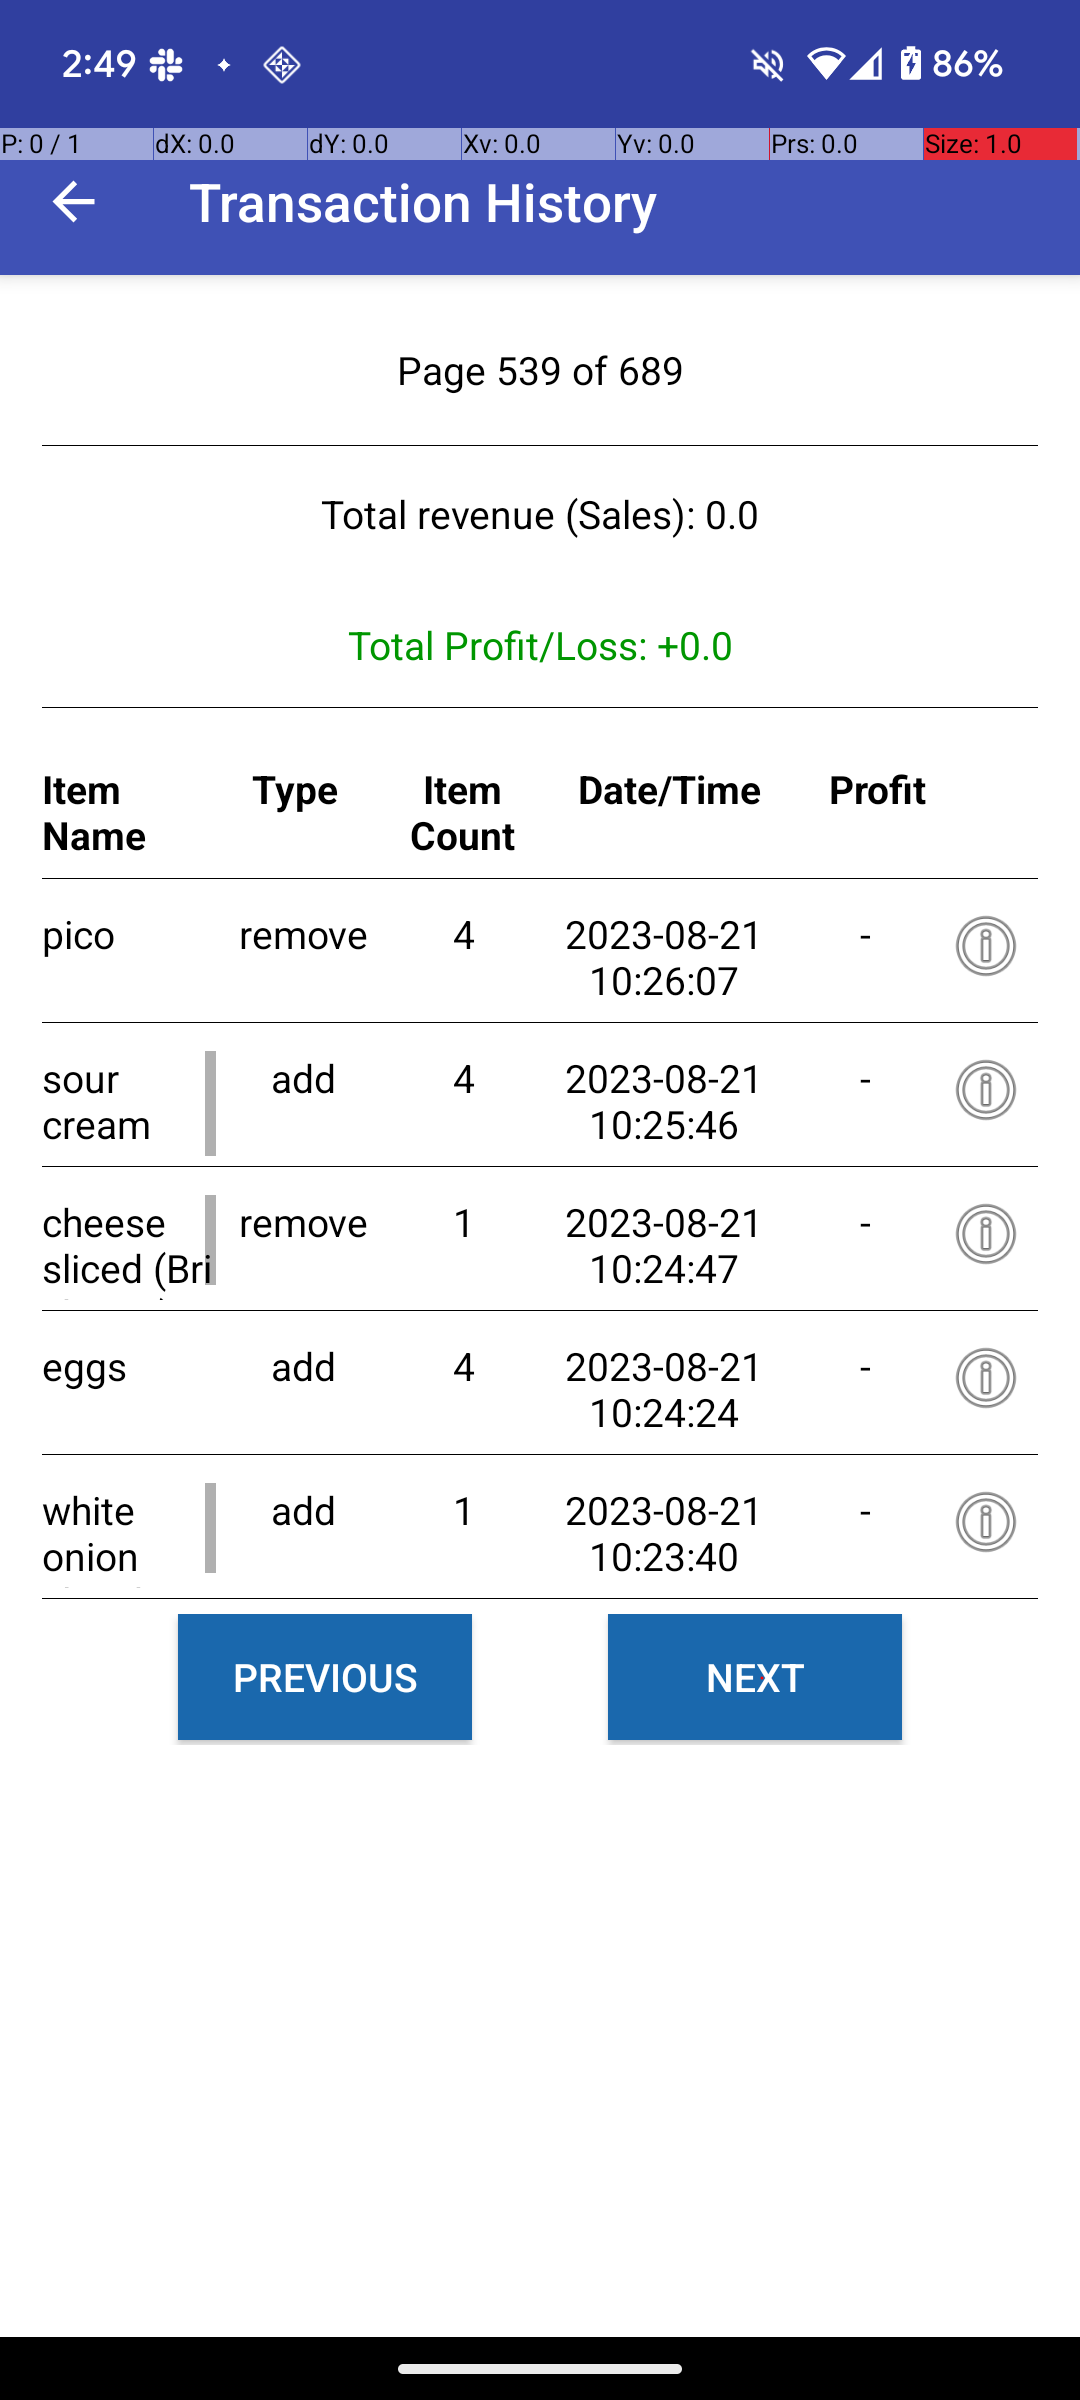 2:49 86%
P: 0 / 1 dX: 0.0 dY: 0.0 Xv: 0.0 Yv: 0.0 Prs: 0.0 Size: 1.0
Transaction History
Page 539 of 689
Total revenue (Sales): 0.0
Total Profit/Loss: +0.0
Item Name Type Item Count Date/Time Profit
pico remove 4 2023-08-21 10:26:07 -
sour cream add 4 2023-08-21 10:25:46 -
cheese sliced (Bri remove 1 2023-08-21 10:24:47 -
eggs add 4 2023-08-21 10:24:24 -
white onion add 1 2023-08-21 10:23:40 -
PREVIOUS NEXT